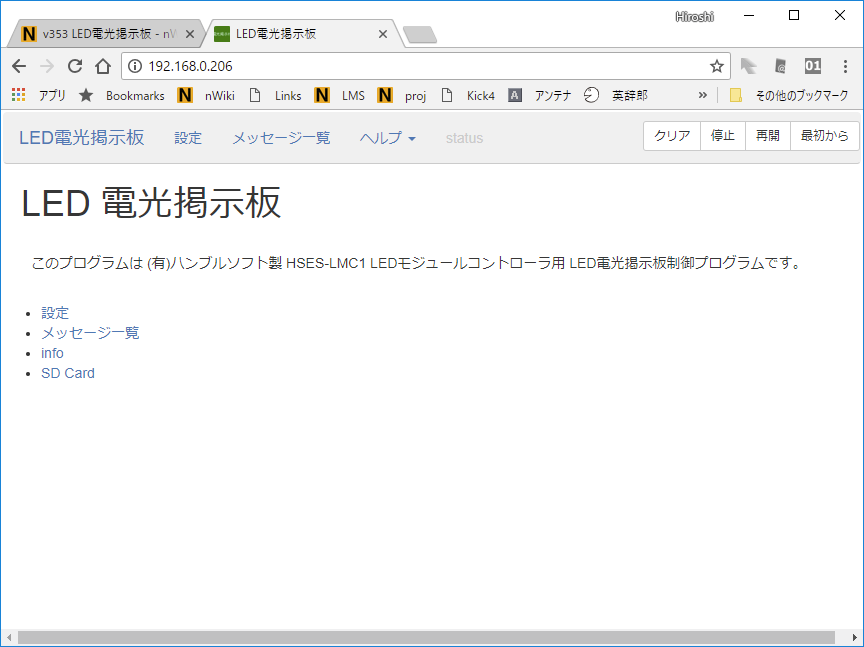 Hiroshi
v353 LED電光掲示板 - nW
LED電光掲示板
192.168.0.206
アプリ Bookmarks nWiki Links LMS proj Kick4 アンテナ 英辞郎 » その他のブックマーク
LED電光掲示板 設定 メッセージ一覧 ヘルプ status クリア 停止 再開 最初から
LED 電光掲示板
このプログラムは (有)ハンブルソフト製 HSES-LMC1 LEDモジュールコントローラ用 LED電光掲示板制御プログラムです。
設定
メッセージ一覧
info
SD Card